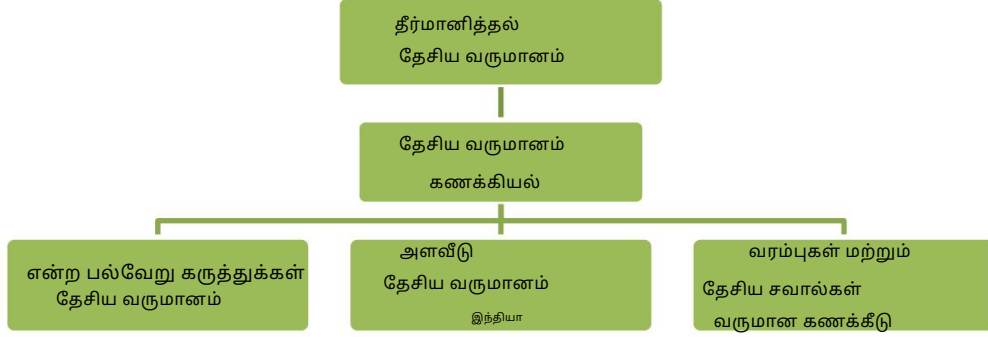 தீர்மானித்தல்
தேசிய வருமானம்
தேசிய வருமானம்
கணக்கியல்
என்ற பல்வேறு கருத்துக்கள்
தேசிய வருமானம்
அளவீடு
தேசிய வருமானம்
இந்தியா
வரம்புகள் மற்றும்
தேசிய சவால்கள்
வருமான கணக்கீடு